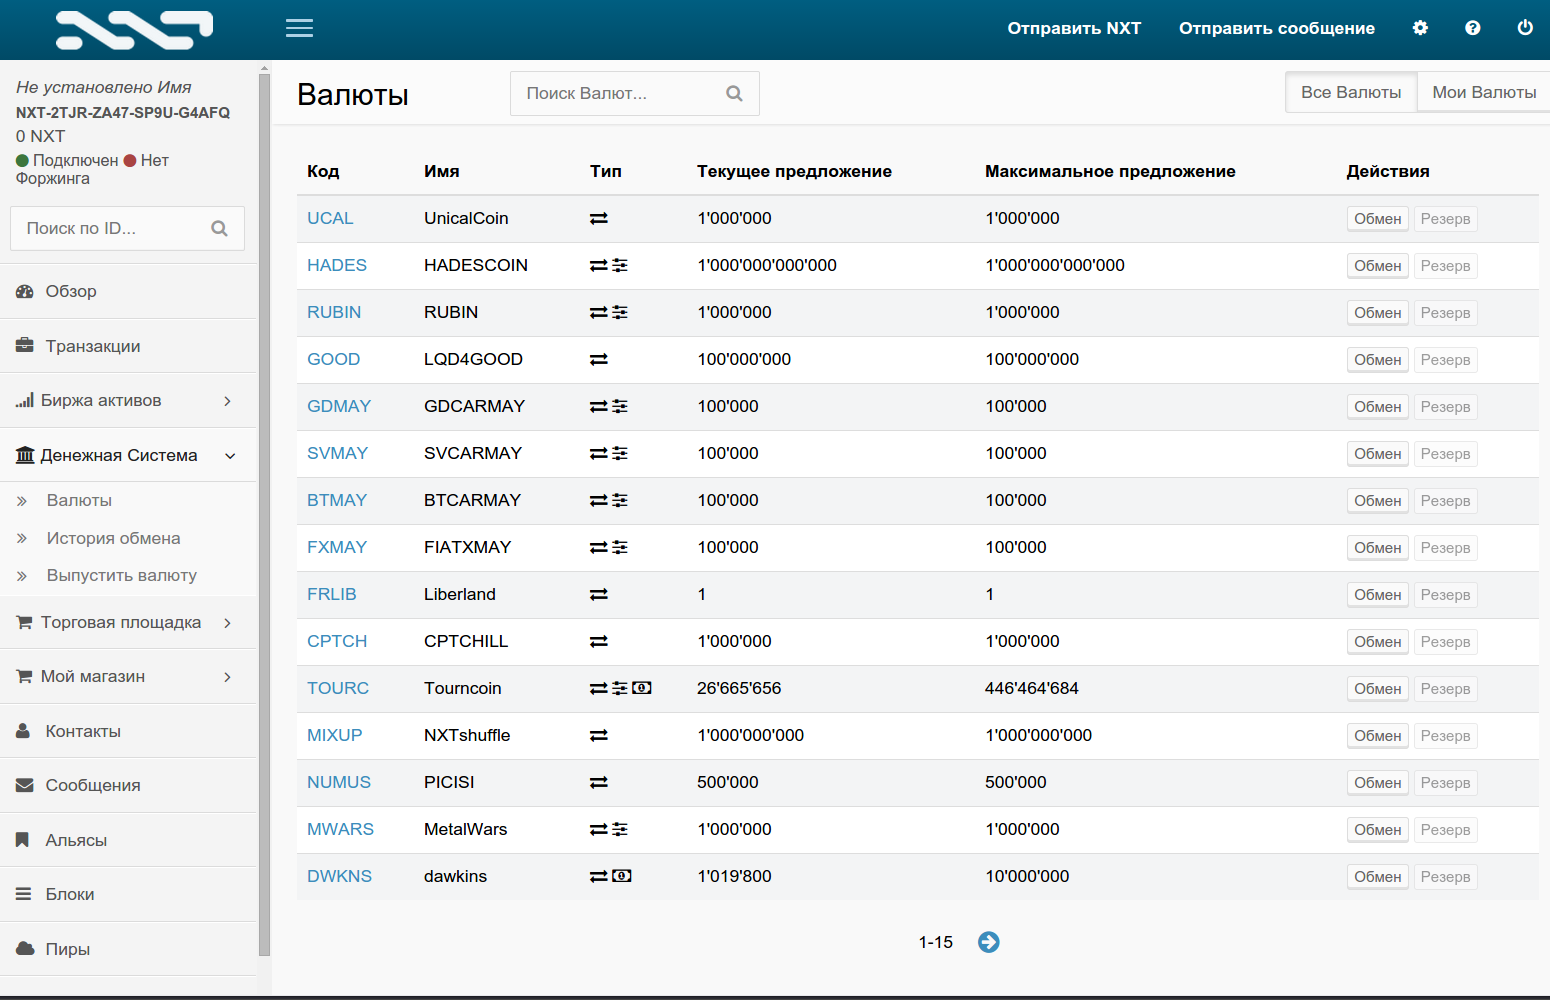 NXT
Отправить NXT Отправить сообщение
Не установлено Имя
NXT-2TJR-ZA47-SP9U-G4AFQ
0 NXT
Подключен Нет
Форжинга
Поиск по ID...
Обзор
Транзакции
Биржа активов
Денежная Система
Валюты
История обмена
Выпустить валюту
Торговая площадка
Мой магазин
Контакты
Сообщения
Альясы
Блоки
Пиры
Валюты Поиск Валют... Все Валюты Мои Валюты
Код Имя Тип Текущее предложение Максимальное предложение Действия
UCAL UnicalCoin 1'000'000 1'000'000 Обмен Резерв
HADES HADESCOIN 1'000'000'000'000 1'000'000'000'000 Обмен Резерв
RUBIN RUBIN 1'000'000 1'000'000 Обмен Резерв
GOOD LQD4GOOD 100'000'000 100'000'000 Обмен Резерв
GDMAY GDCARMAY 100'000 100'000 Обмен Резерв
SVMAY SVCARMAY 100'000 100'000 Обмен Резерв
BTMAY BTCARMAY 100'000 100'000 Обмен Резерв
FXMAY FIATXMAY 100'000 100'000 Обмен Резерв
FRLIB Liberland 1 1 Обмен Резерв
CPTCH CPTCHILL 1'000'000 1'000'000 Обмен Резерв
TOURC Tourncoin 26'665'656 446'464'684 Обмен Резерв
MIXUP NXTshuffle 1'000'000'000 1'000'000'000 Обмен Резерв
NUMUS PICISI 500'000 500'000 Обмен Резерв
MWARS MetalWars 1'000'000 1'000'000 Обмен Резерв
DWKNS dawkins 1'019'800 10'000'000 Обмен Резерв
1-15